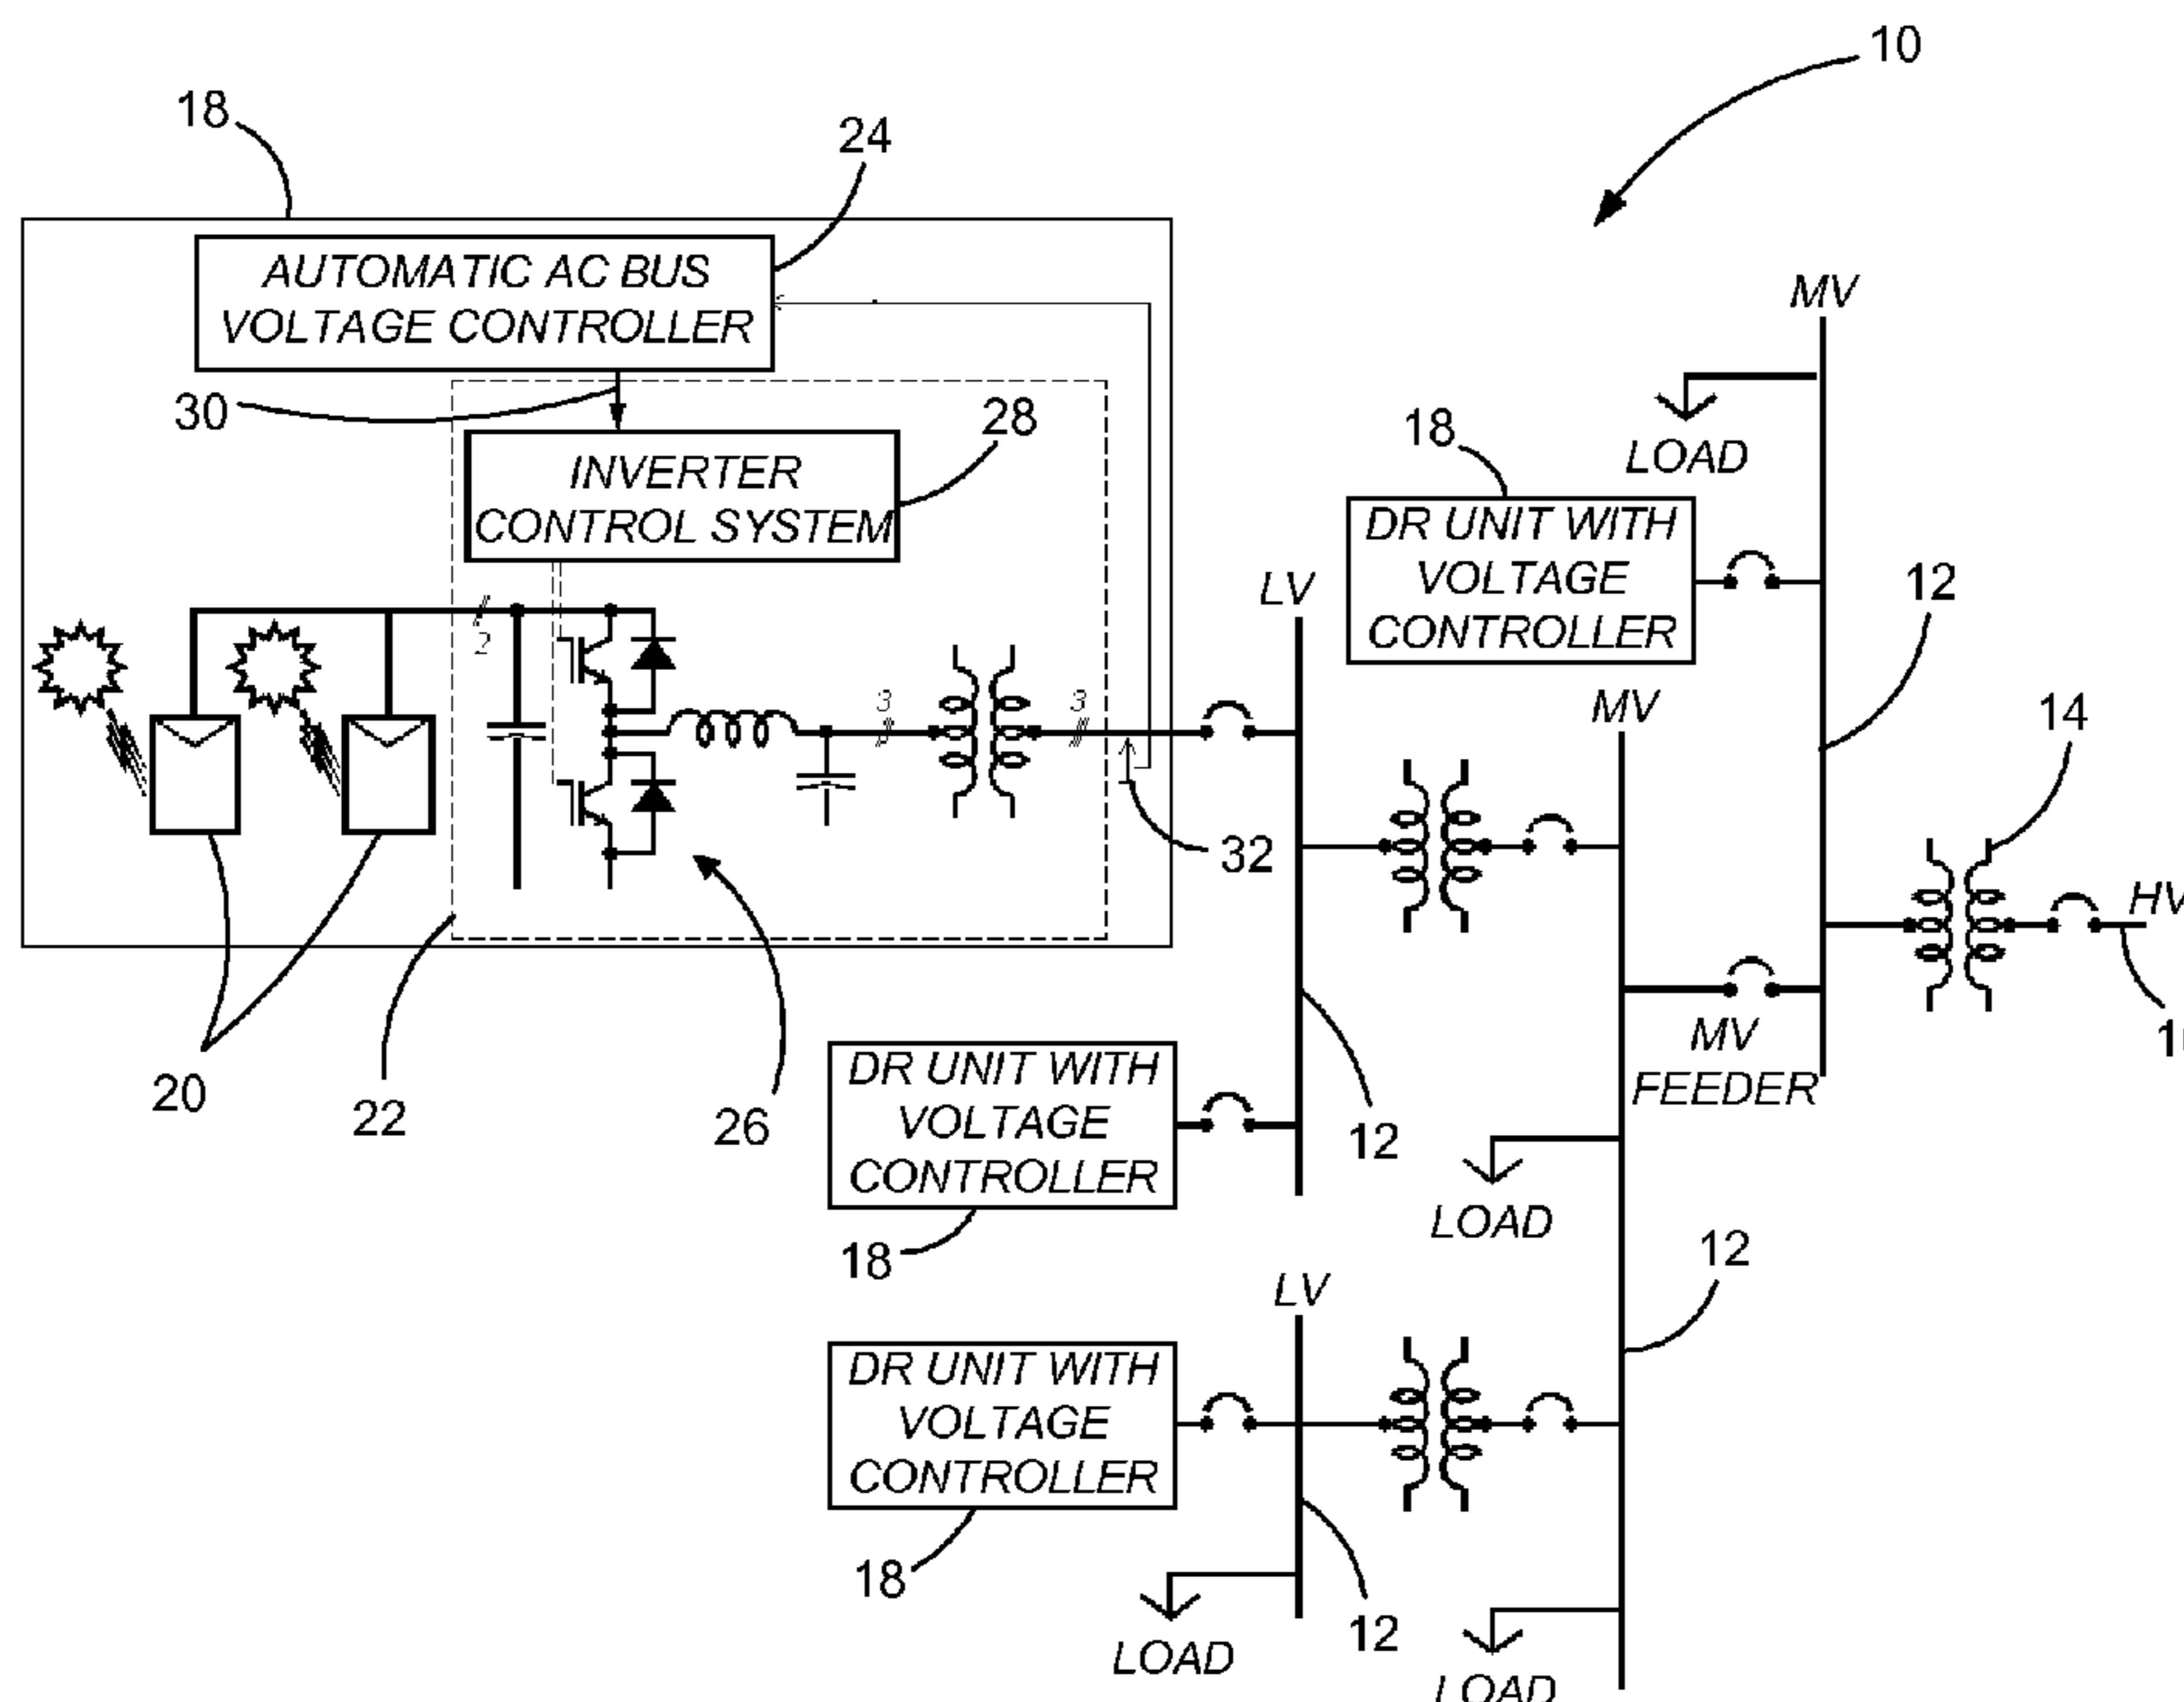 10
18
24
AUTOMATIC AC BUS
VOLTAGE CONTROLLER
MV
30
28
18
LOAD
INVERTER
CONTROL SYSTEM
DR UNIT WITH
VOLTAGE
CONTROLLER
LV
12
2
MV
3
3
14
32
HV
MV
FEEDER
20
22
26
DR UNIT WITH
VOLTAGE
CONTROLLER
12
18
LOAD
12
LV
DR UNIT WITH
VOLTAGE
CONTROLLER
18
12
LOAD
LOAD